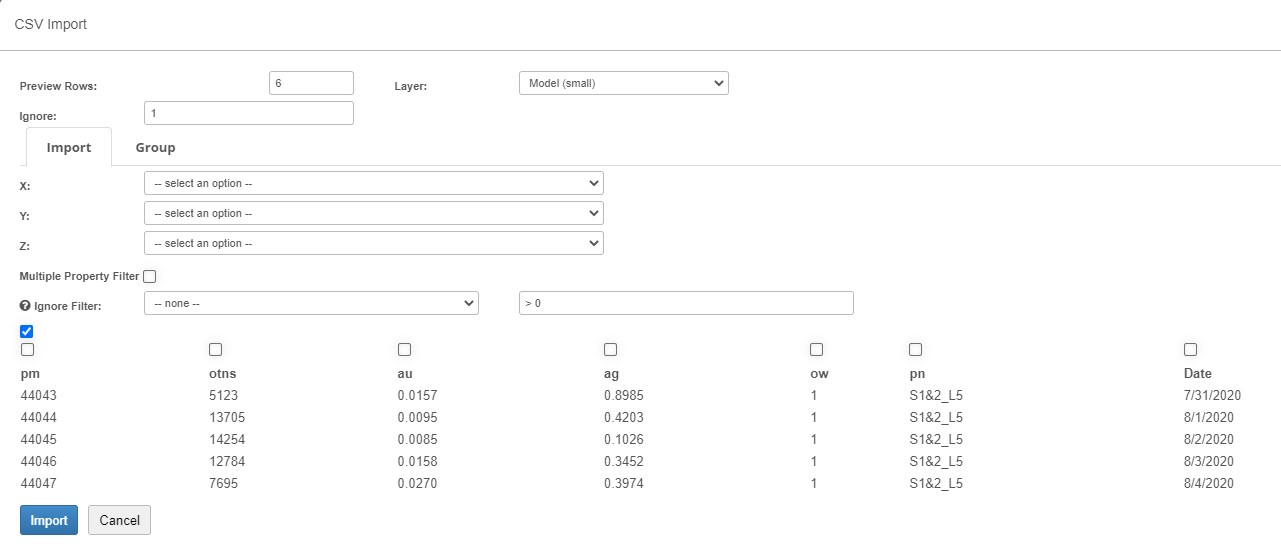 CSV Import
Preview Rows: 6 Layer: Model (small)
Ignore: 1
Import Group
X: -- select an option --
Y: -- select an option --
Z: -- select an option --
Multiple Property Filter
? Ignore Filter: -- none -- > 0
pm otns au ag ow pn Date
44043 5123 0.0157 0.8985 1 S1&2_L5 7/31/2020
44044 13705 0.0095 0.4203 1 S1&2_L5 8/1/2020
44045 14254 0.0085 0.1026 1 S1&2_L5 8/2/2020
44046 12784 0.0158 0.3452 1 S1&2_L5 8/3/2020
44047 7695 0.0270 0.3974 1 S1&2_L5 8/4/2020
Import Cancel